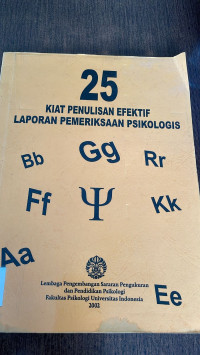 25
KIAT PENULISAN EFEKTIF
LAPORAN PEMERIKSAAN PSIKOLOGIS
Bb Gg Rr
Ff Ψ Kk
Aa Ee
Lembaga Pengembangan Sarana Pengukuran
dan Pendidikan Psikologi
Fakultas Psikologi Universitas Indonesia
2002